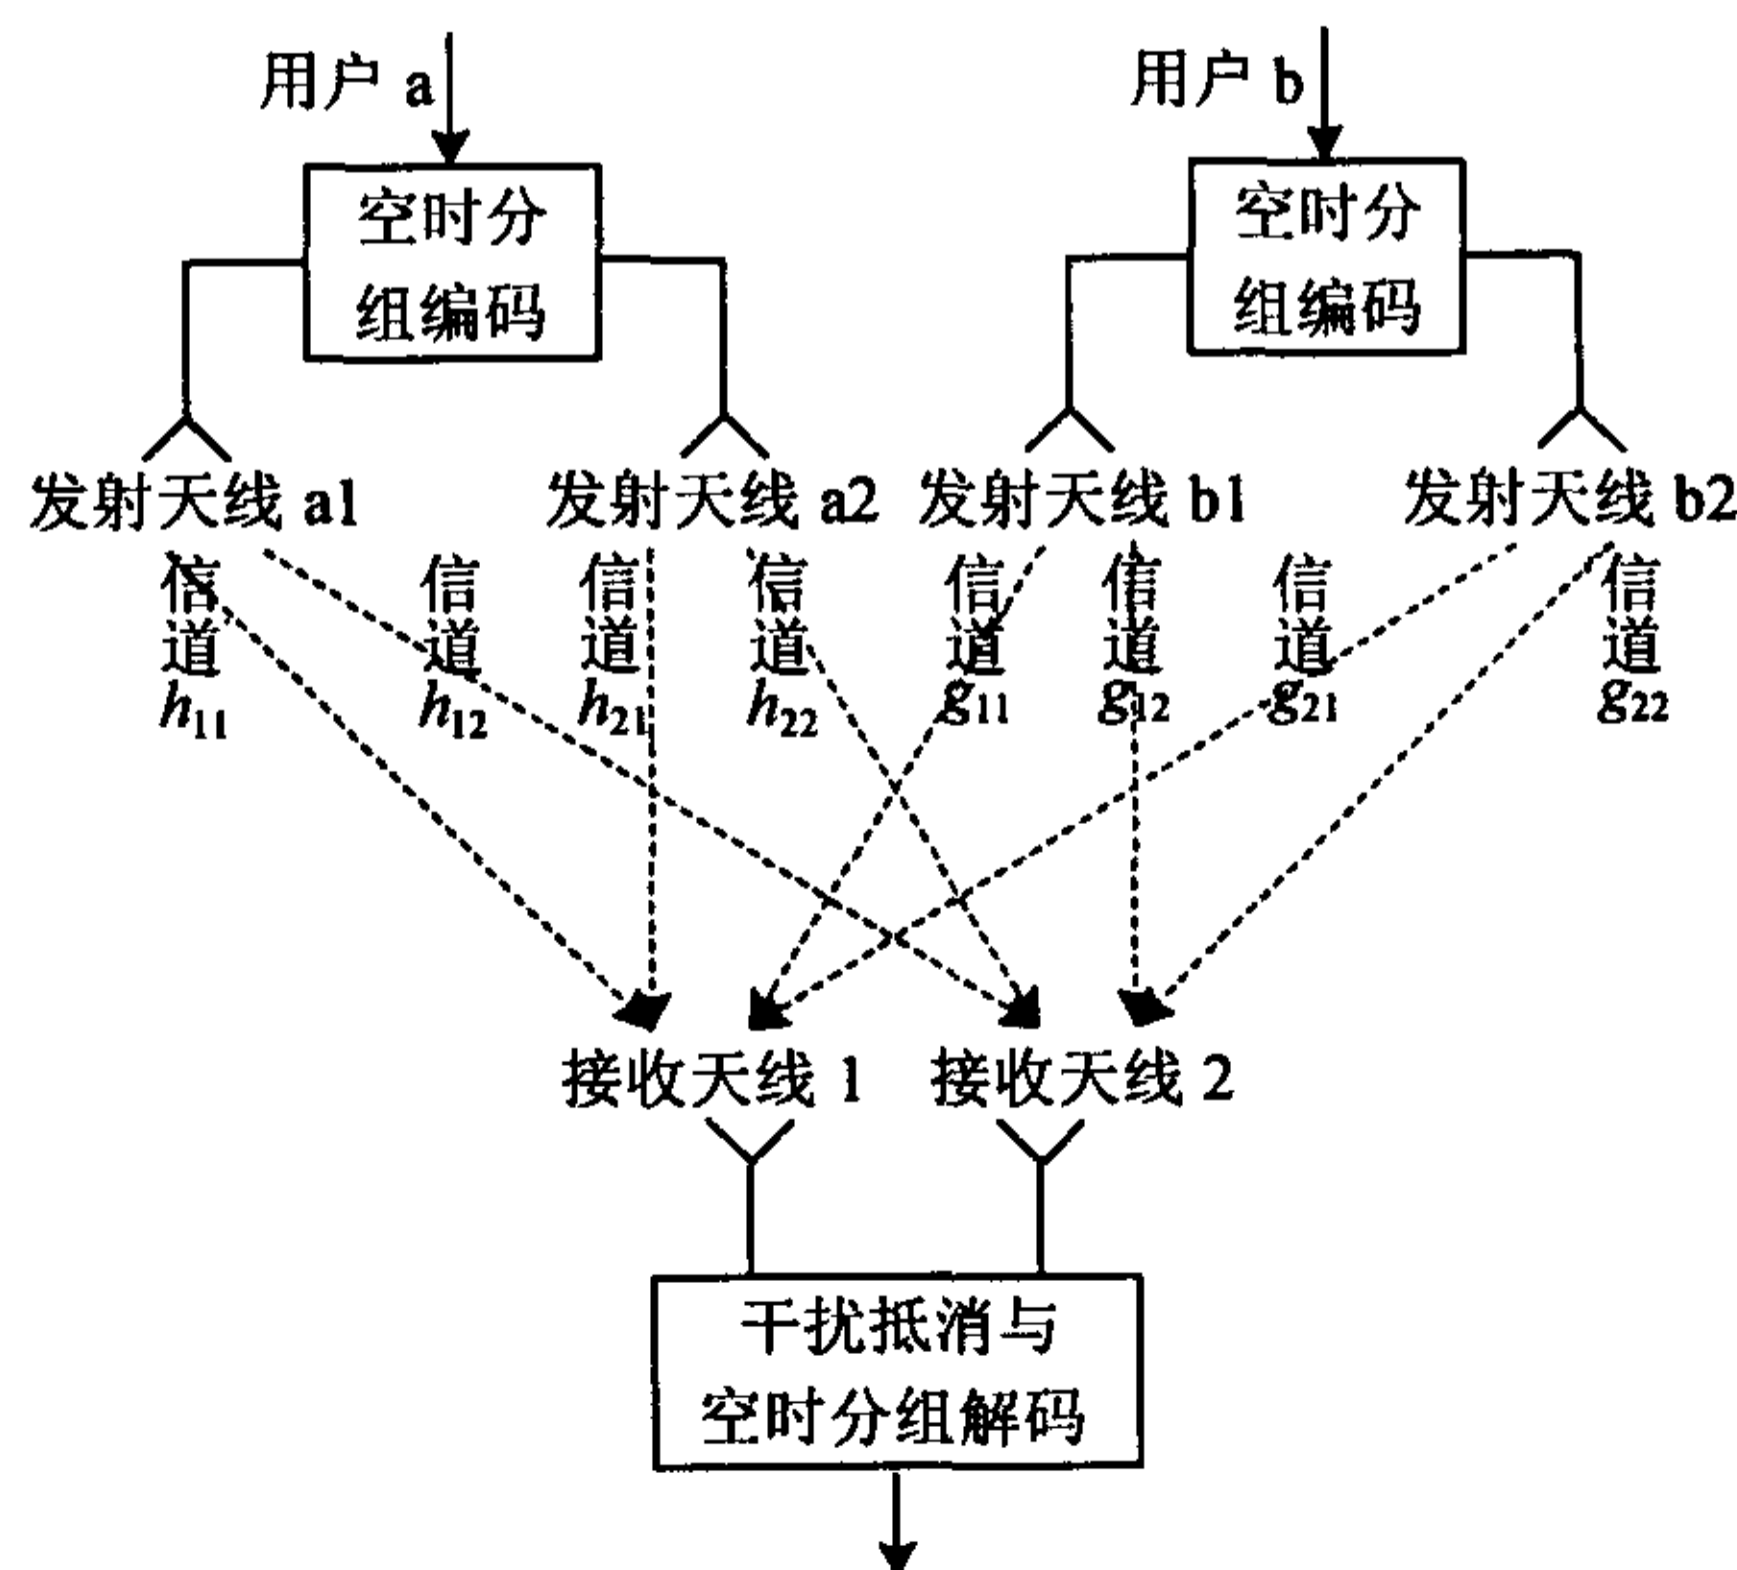 用户 a
用户 b
空时分
组编码
空时分
组编码
发射天线 a1
发射天线 a2
发射天线 b1
发射天线 b2
信道 h11
信道 h12
信道 h21
信道 h22
信道 g11
信道 g12
信道 g21
信道 g22
接收天线 1
接收天线 2
干扰抵消与
空时分组解码